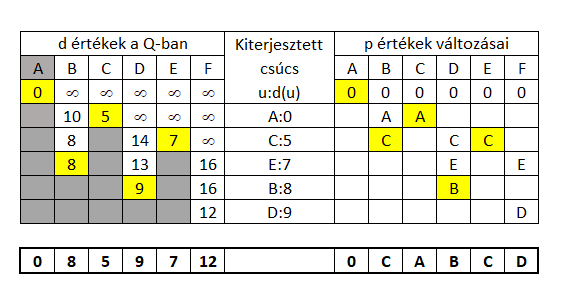 d értékek a Q-ban Kiterjesztett csúcs u:d(u) p értékek változásai
A B C D E F A B C D E F
0 ∞ ∞ ∞ ∞ ∞ 0 0 0 0 0 0
10 5 ∞ ∞ ∞ A:0 A A
8 14 7 ∞ C:5 C C C
8 13 16 E:7 E E
9 16 B:8 B
12 D:9 D
0 8 5 9 7 12 0 C A B C D